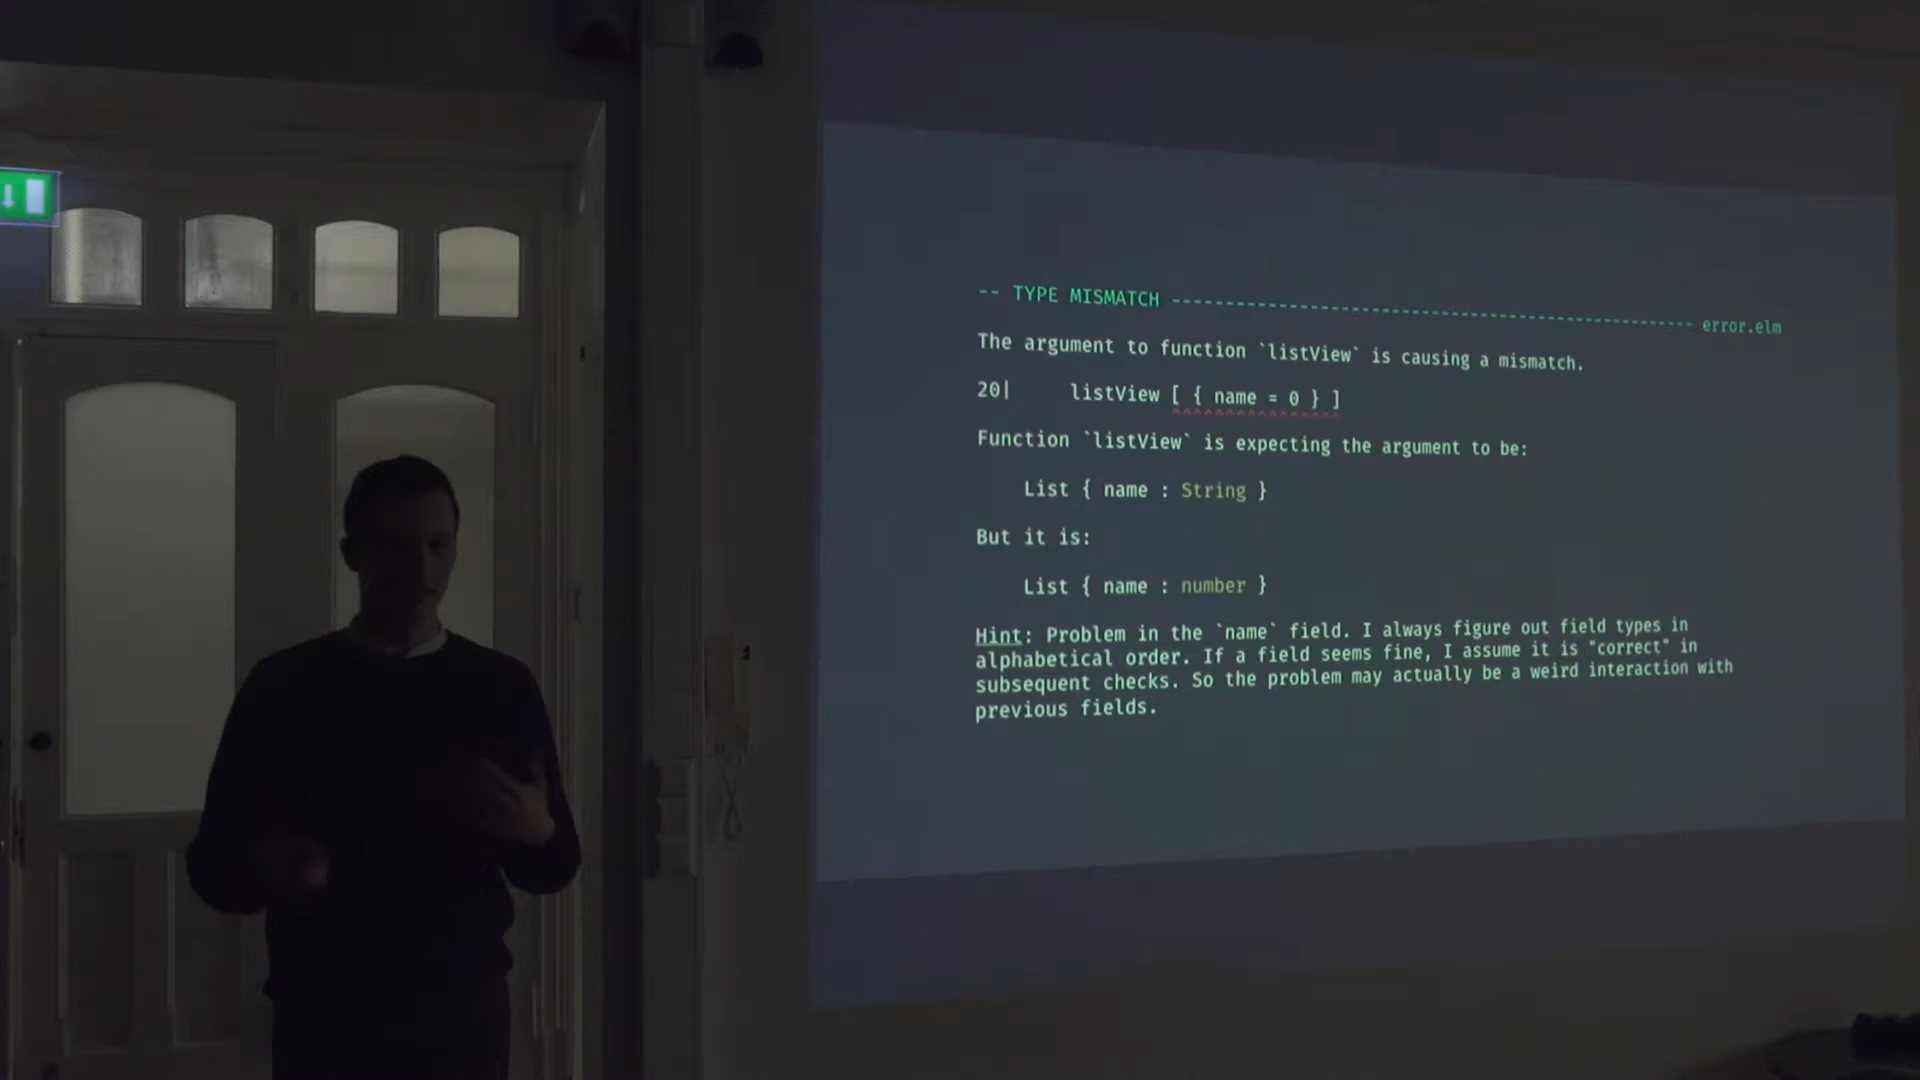 -- TYPE MISMATCH ------------------------------------------------ error.elm
The argument to function `listView` is causing a mismatch.
20|     listView [ { name = 0 } ]
Function `listView` is expecting the argument to be:
List { name : String }
But it is:
List { name : number }
Hint: Problem in the `name` field. I always figure out field types in
alphabetical order. If a field seems fine, I assume it is "correct" in
subsequent checks. So the problem may actually be a weird interaction with
previous fields.